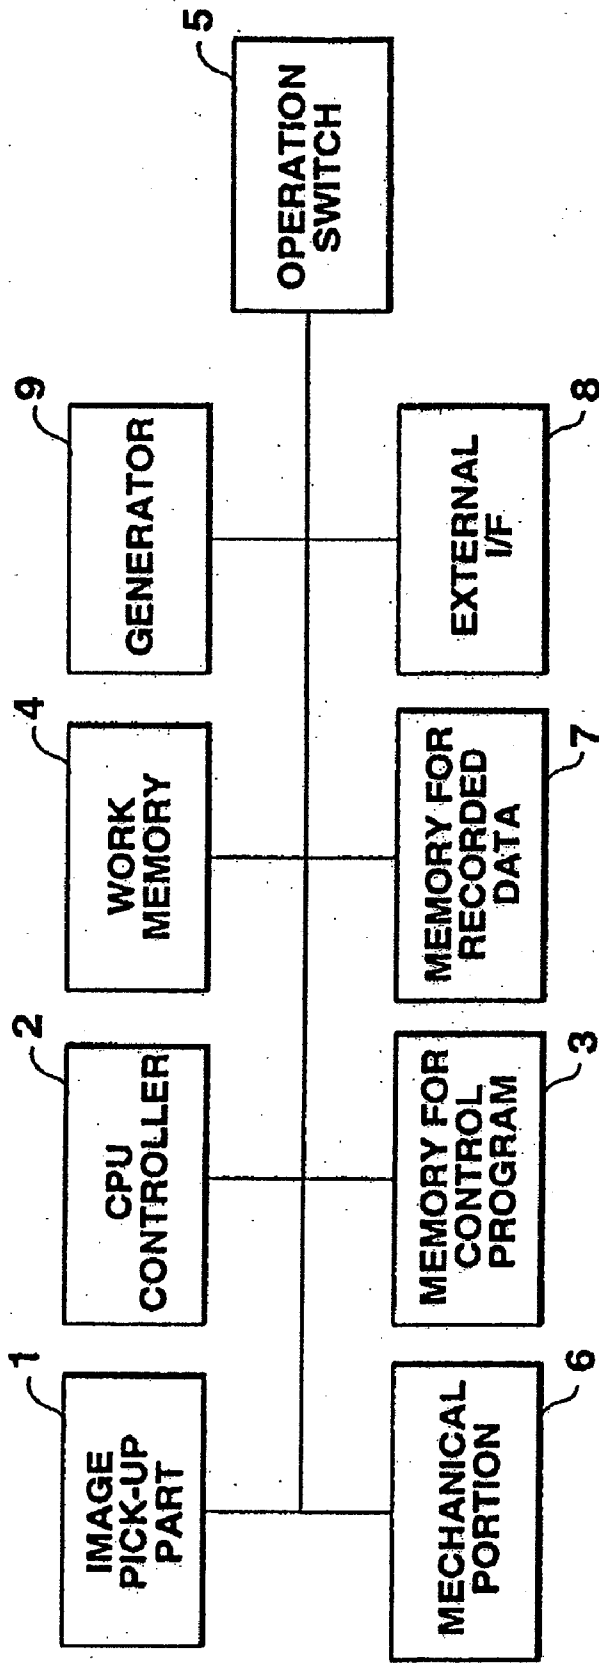 1
IMAGE
PICK-UP
PART
2
CPU
CONTROLLER
4
WORK
MEMORY
9
GENERATOR
5
OPERATION
SWITCH
MECHANICAL
PORTION
6
MEMORY FOR
CONTROL
PROGRAM
3
MEMORY FOR
RECORDED
DATA
7
EXTERNAL
I/F
8